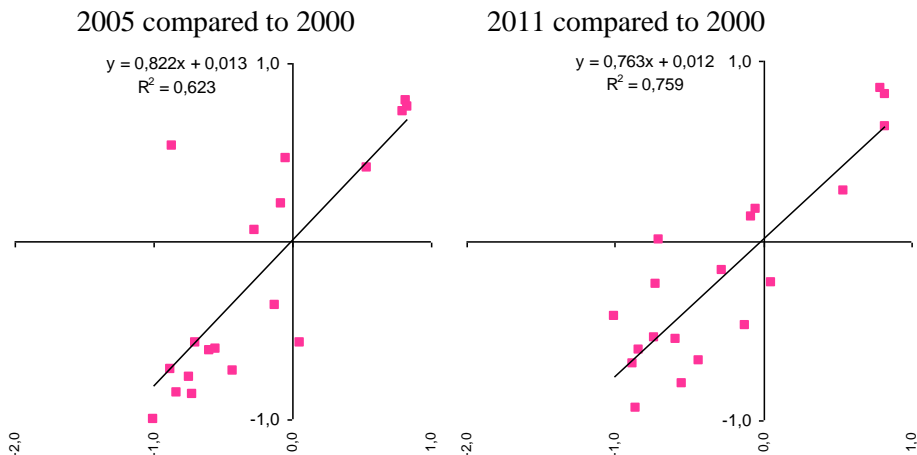 2005 compared to 2000
y = 0,822x + 0,013
R² = 0,623
1,0
-1,0
-2,0
-1,0
0,0
1,0
2011 compared to 2000
y = 0,763x + 0,012
R² = 0,759
1,0
-1,0
-2,0
-1,0
0,0
1,0